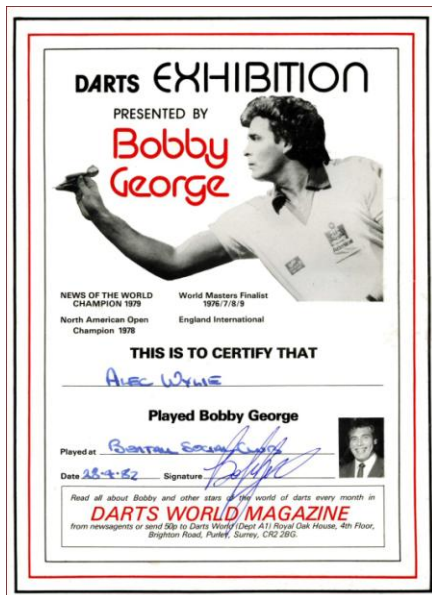 DARTS EXHIBITION
PRESENTED BY
Bobby
George
NEWS OF THE WORLD
CHAMPION 1979
World Masters Finalist
1976/7/8/9
North American Open
Champion 1978
England International
THIS IS TO CERTIFY THAT
ALEC WYLIE
Played Bobby George
Played at Social Club
Date 28.4.82 Signature
Read all about Bobby and other stars of the world of darts every month in
DARTS WORLD MAGAZINE
from newsagents or send 50p to Darts World (Dept A1) Royal Oak House, 4th Floor,
Brighton Road, Purley, Surrey, CR2 2BG.